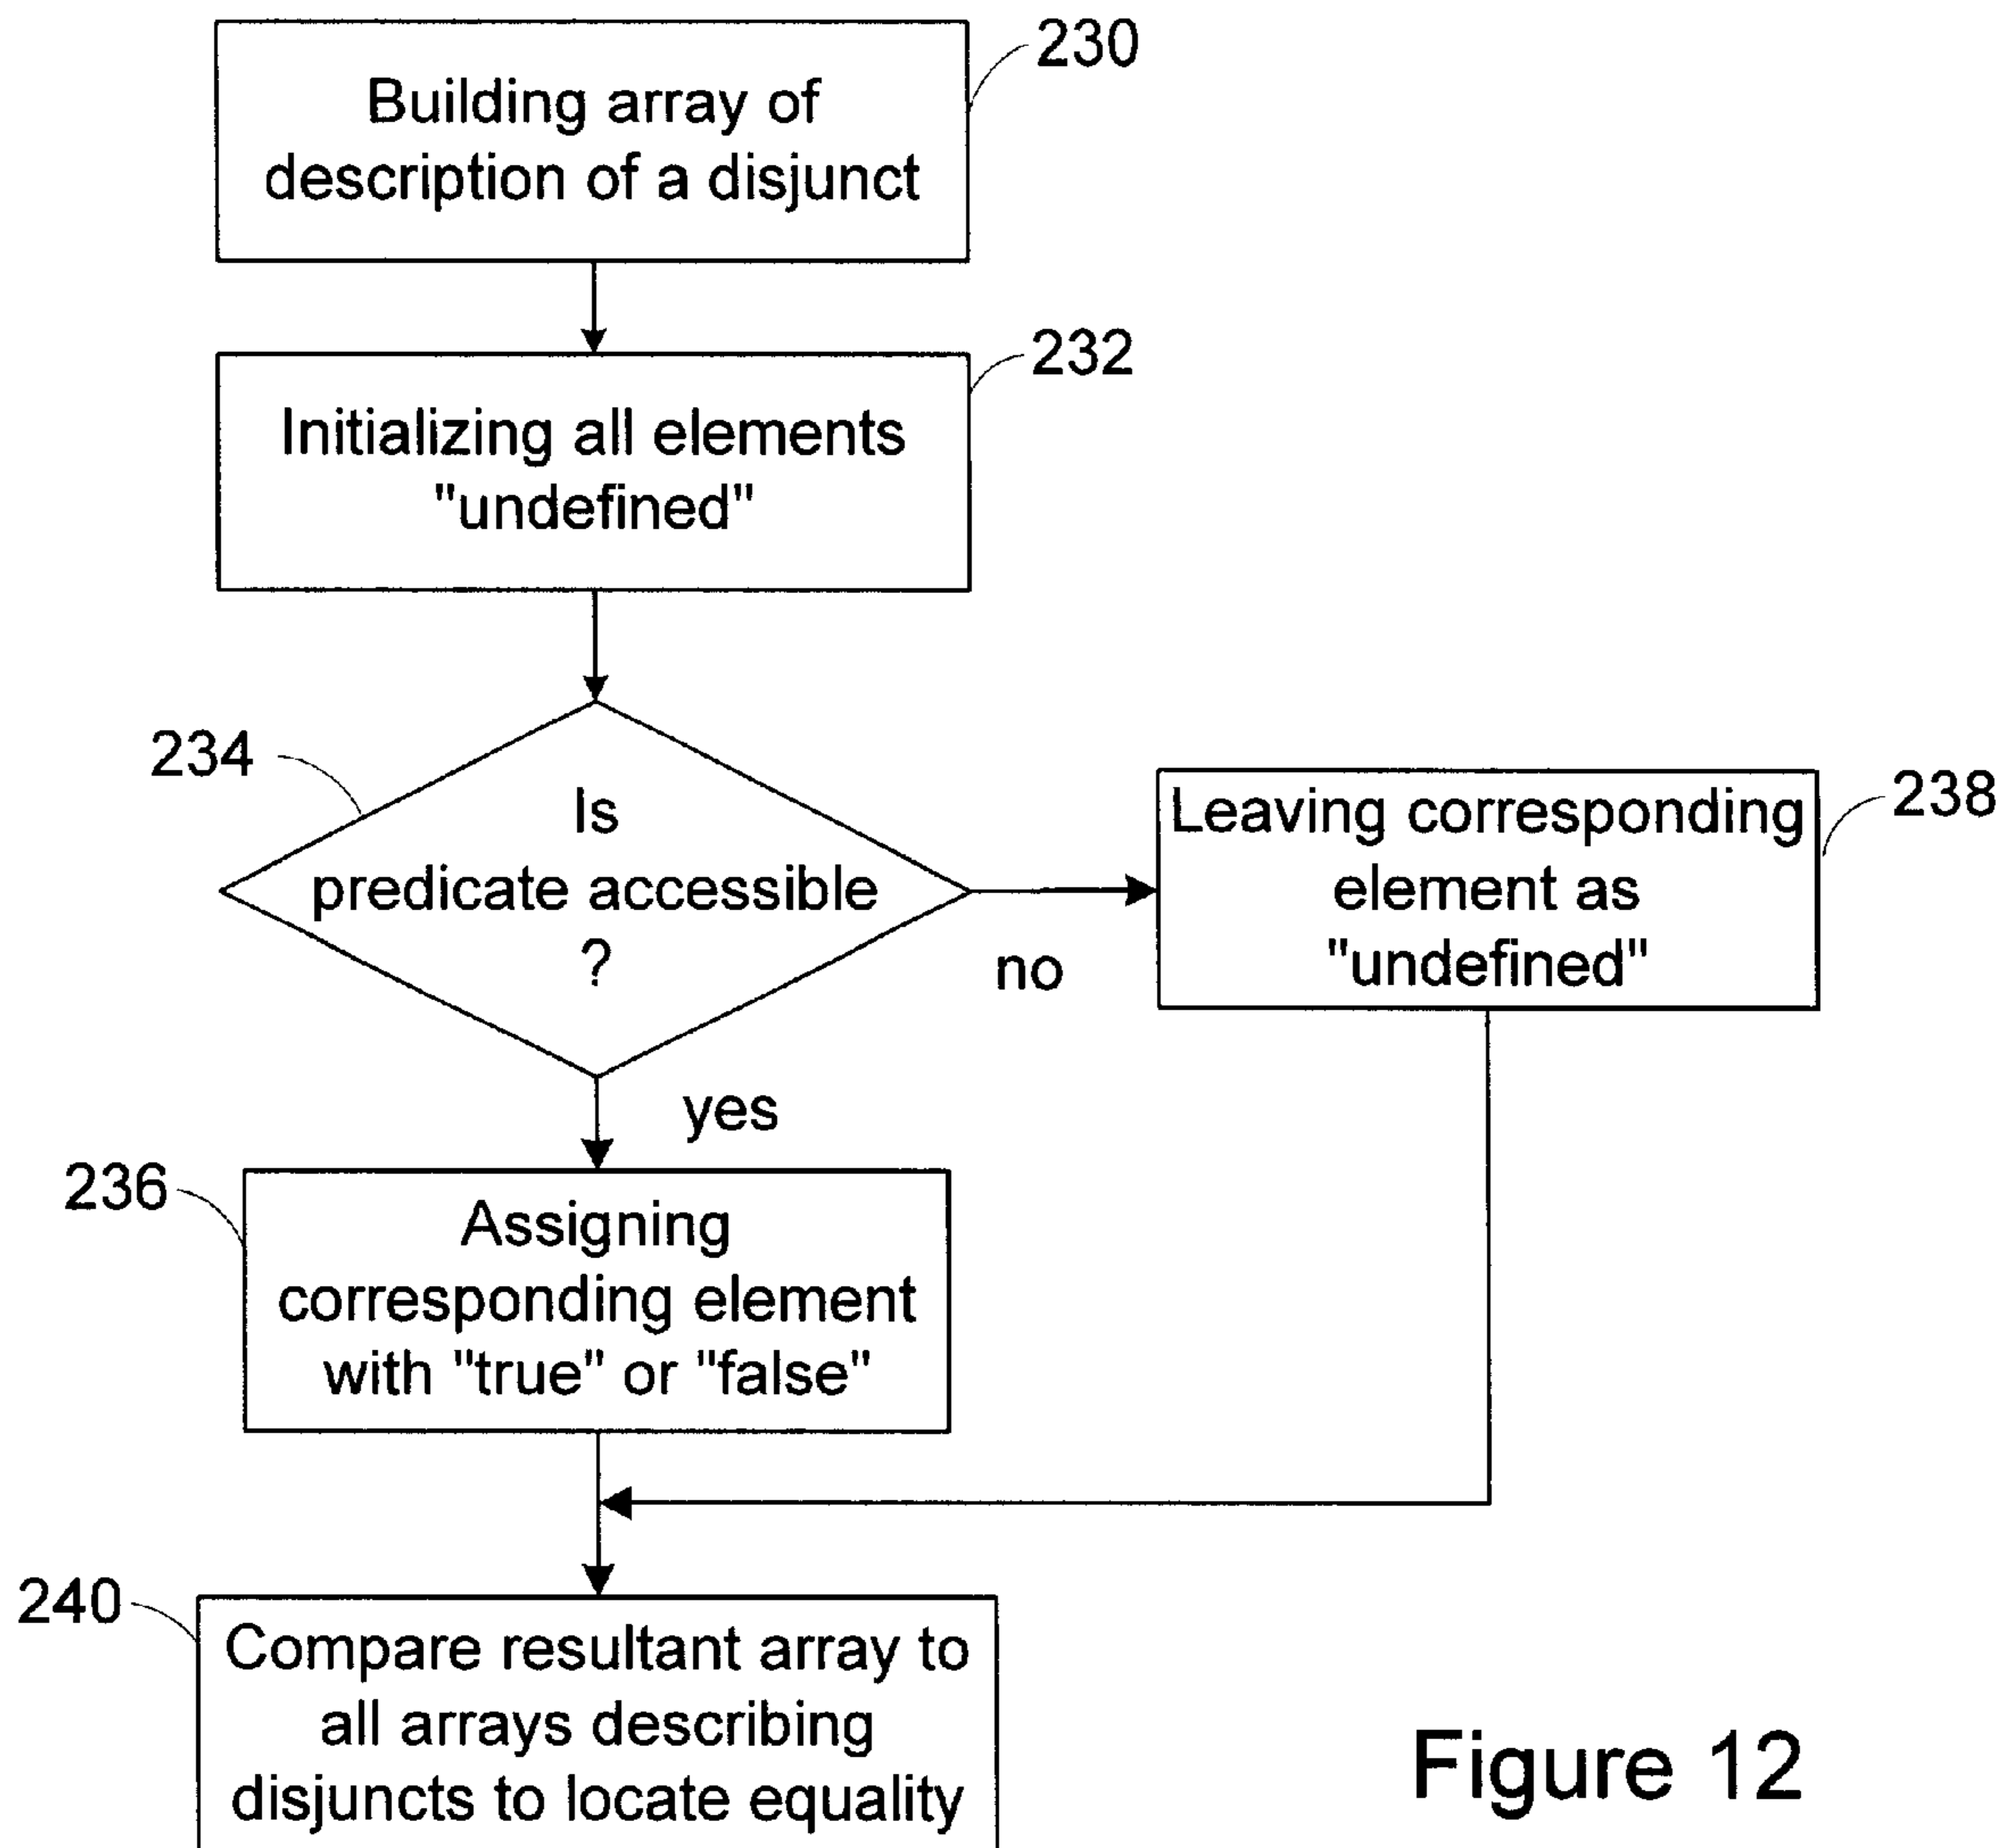 230
Building array of
description of a disjunct
232
Initializing all elements
"undefined"
234
Is
predicate accessible
?
no
Leaving corresponding
element as
"undefined"
238
yes
236
Assigning
corresponding element
with "true" or "false"
240
Compare resultant array to
all arrays describing
disjuncts to locate equality
Figure 12